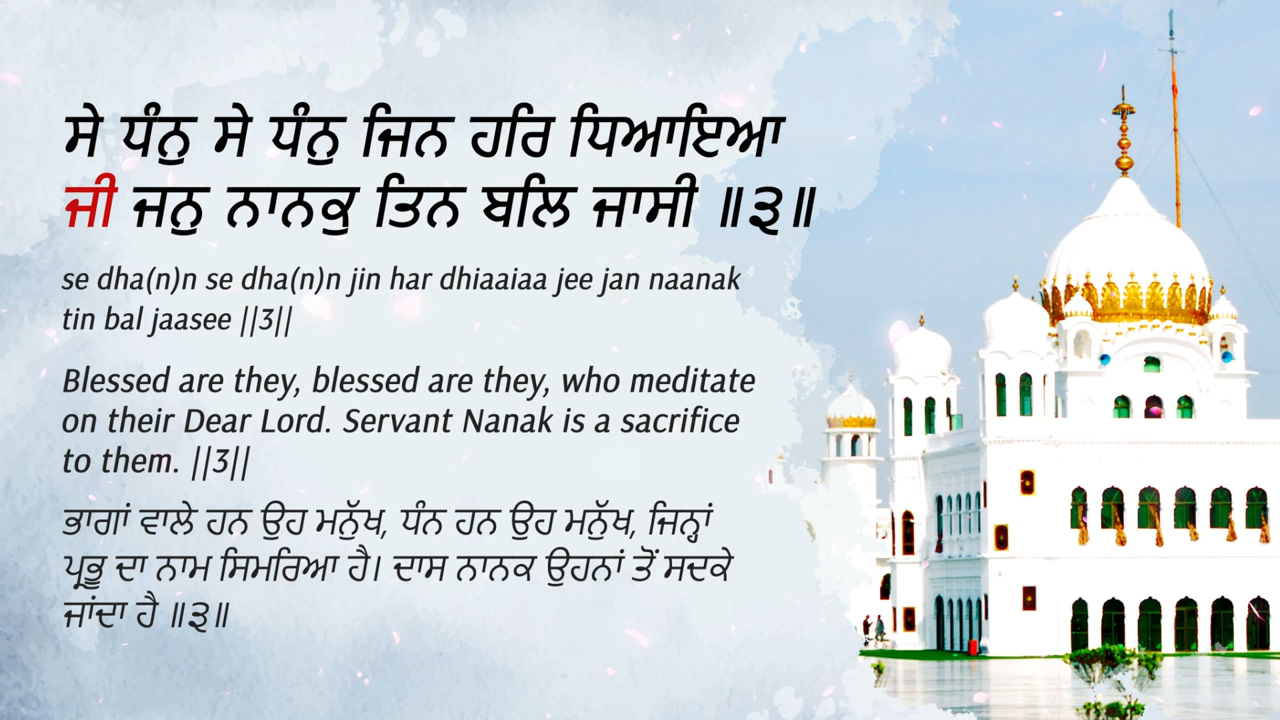 ਸੇ ਧੰਨੁ ਸੇ ਧੰਨੁ ਜਿਨ ਹਰਿ ਧਿਆਇਆ
ਜੀ ਜਨੁ ਨਾਨਕੁ ਤਿਨ ਬਲਿ ਜਾਸੀ ॥੩॥
se dha(n)n se dha(n)n jin har dhiaaiaa jee jan naanak
tin bal jaasee ||3||
Blessed are they, blessed are they, who meditate
on their Dear Lord. Servant Nanak is a sacrifice
to them. ||3||
ਭਾਗਾਂ ਵਾਲੇ ਹਨ ਉਹ ਮਨੁੱਖ, ਧੰਨ ਹਨ ਉਹ ਮਨੁੱਖ, ਜਿਨ੍ਹਾਂ
ਪ੍ਰਭੂ ਦਾ ਨਾਮ ਸਿਮਰਿਆ ਹੈ। ਦਾਸ ਨਾਨਕ ਉਹਨਾਂ ਤੋਂ ਸਦਕੇ
ਜਾਂਦਾ ਹੈ ॥੩॥